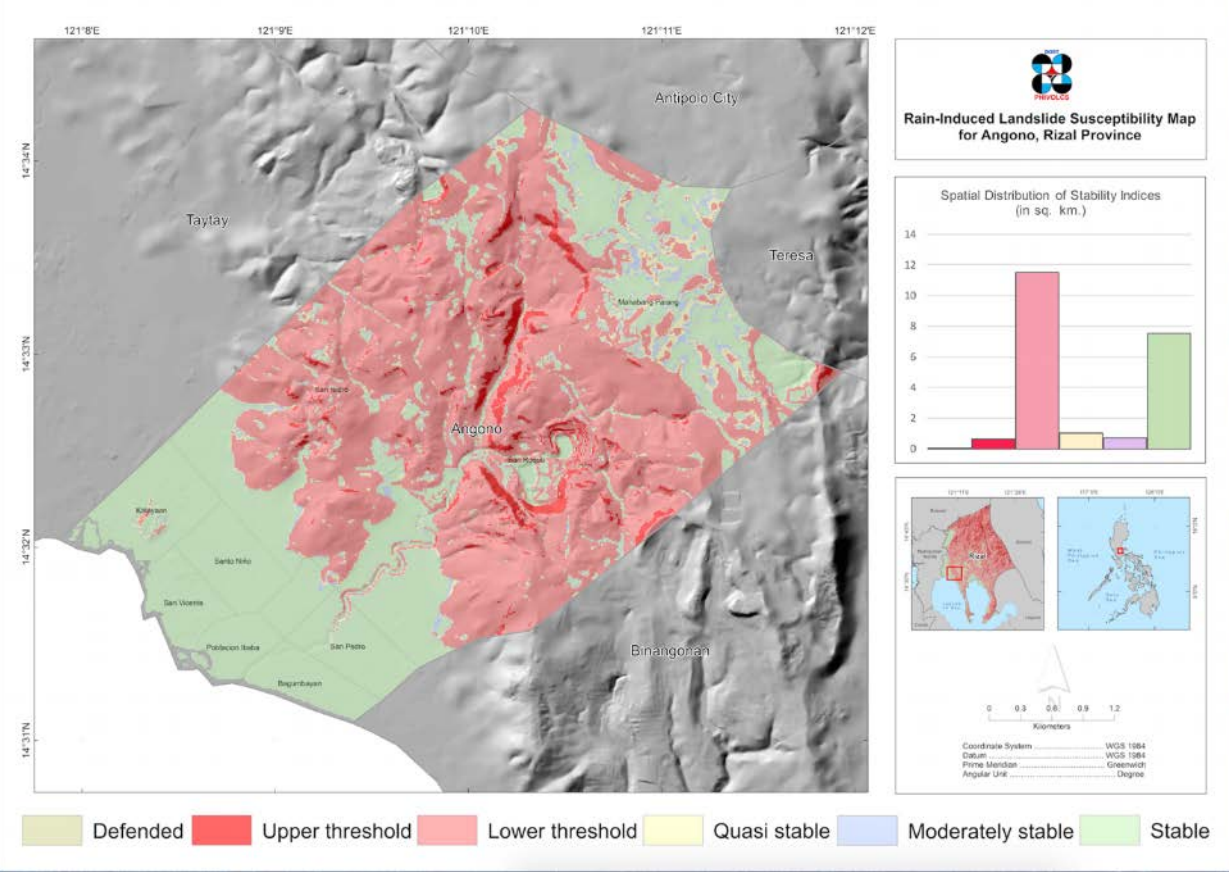 121°8'E 121°9'E 121°10'E 121°11'E 121°12'E
14°34'N
14°33'N
14°32'N
14°31'N
Antipolo City
Taytay
Teresa
Mahabang Parang
San Isidro
Angono
San Roque
Kalayaan
Santo Niño
San Vicente
Poblacion Ibaba
San Pedro
Bagumbayan
Binangonan
DOST
PHIVOLCS
Rain-Induced Landslide Susceptibility Map
for Angono, Rizal Province
Spatial Distribution of Stability Indices
(in sq. km.)
14
12
10
8
6
4
2
0
Rizal
N
0 0.3 0.6 0.9 1.2
Kilometers
Coordinate System WGS 1984
Datum WGS 1984
Prime Meridian Greenwich
Angular Unit Degree
Defended Upper threshold Lower threshold Quasi stable Moderately stable Stable